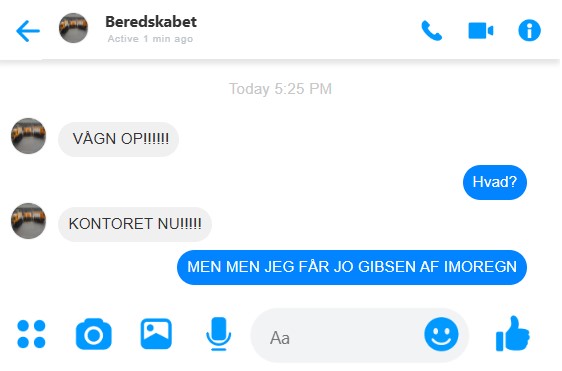 Beredskabet
Active 1 min ago
Today 5:25 PM
VÅGN OP!!!!!!
Hvad?
KONTORET NU!!!!!
MEN MEN JEG FÅR JO GIBSEN AF IMOREGN
Aa